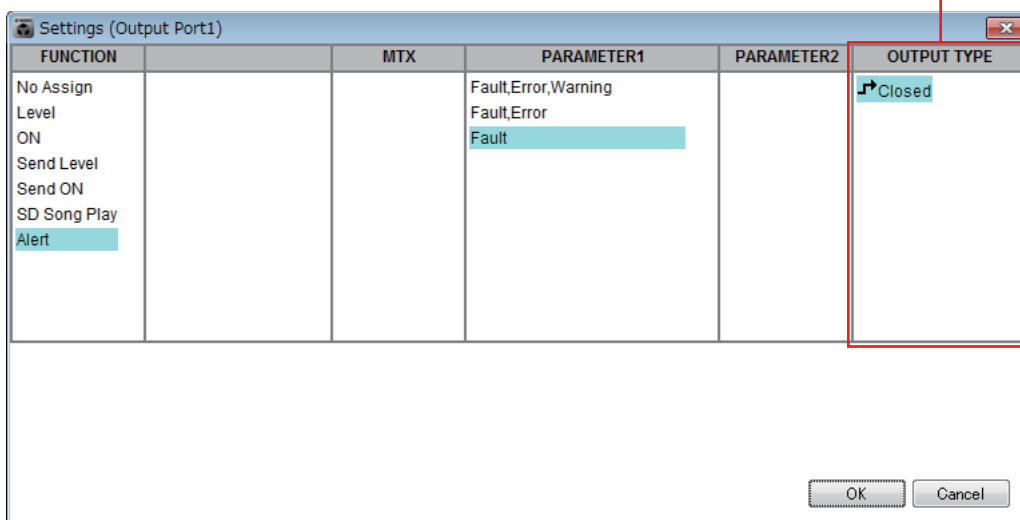 Settings (Output Port1)
FUNCTION MTX PARAMETER1 PARAMETER2 OUTPUT TYPE
No Assign
Level
ON
Send Level
Send ON
SD Song Play
Alert
Fault,Error,Warning
Fault,Error
Fault
Closed
OK Cancel